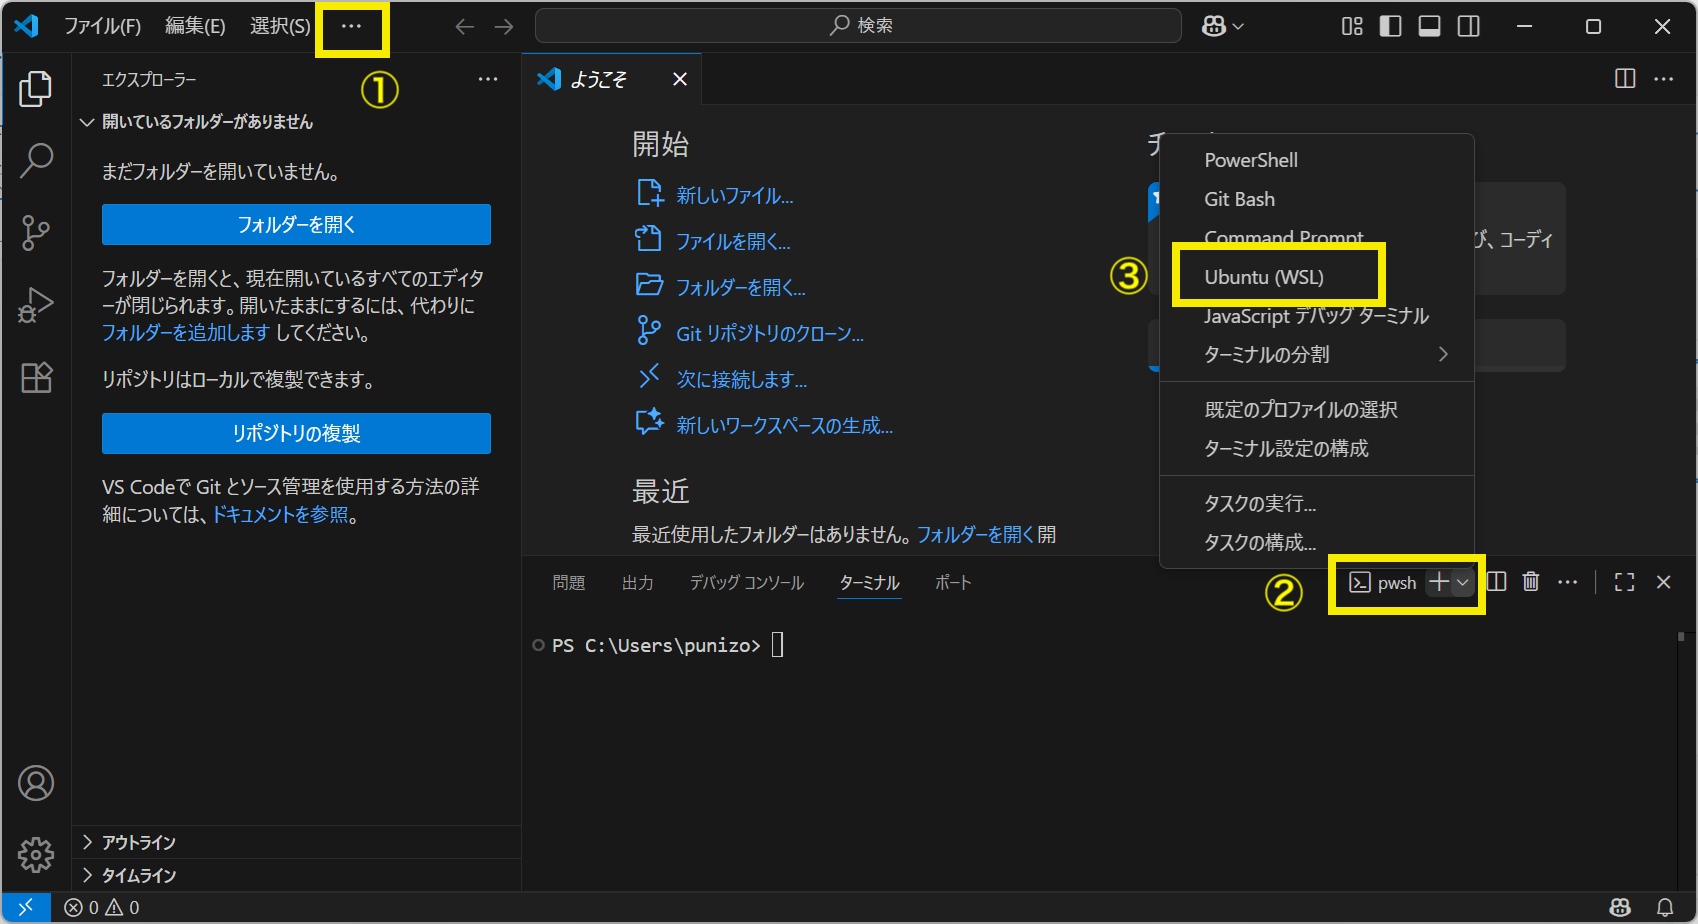 ファイル(F) 編集(E) 選択(S) ...
検索
①
エクスプローラー
開いているフォルダーがありません
まだフォルダーを開いていません。
フォルダーを開く
フォルダーを開くと、現在開いているすべてのエディタ
ーが閉じられます。開いたままにするには、代わりに
フォルダーを追加します してください。
リポジトリはローカルで複製できます。
リポジトリの複製
VS Codeで Git とソース管理を使用する方法の詳
細については、ドキュメントを参照。
アウトライン
タイムライン
ようこそ
開始
新しいファイル...
ファイルを開く...
フォルダーを開く...
Git リポジトリのクローン...
次に接続します...
新しいワークスペースの生成...
最近
最近使用したフォルダーはありません。フォルダーを開く開
び、コーディ
PowerShell
Git Bash
Command Prompt
③
Ubuntu (WSL)
JavaScript デバッグ ターミナル
ターミナルの分割
既定のプロファイルの選択
ターミナル設定の構成
タスクの実行...
タスクの構成...
問題 出力 デバッグ コンソール ターミナル ポート
②
pwsh
PS C:\Users\punizo>
0 0